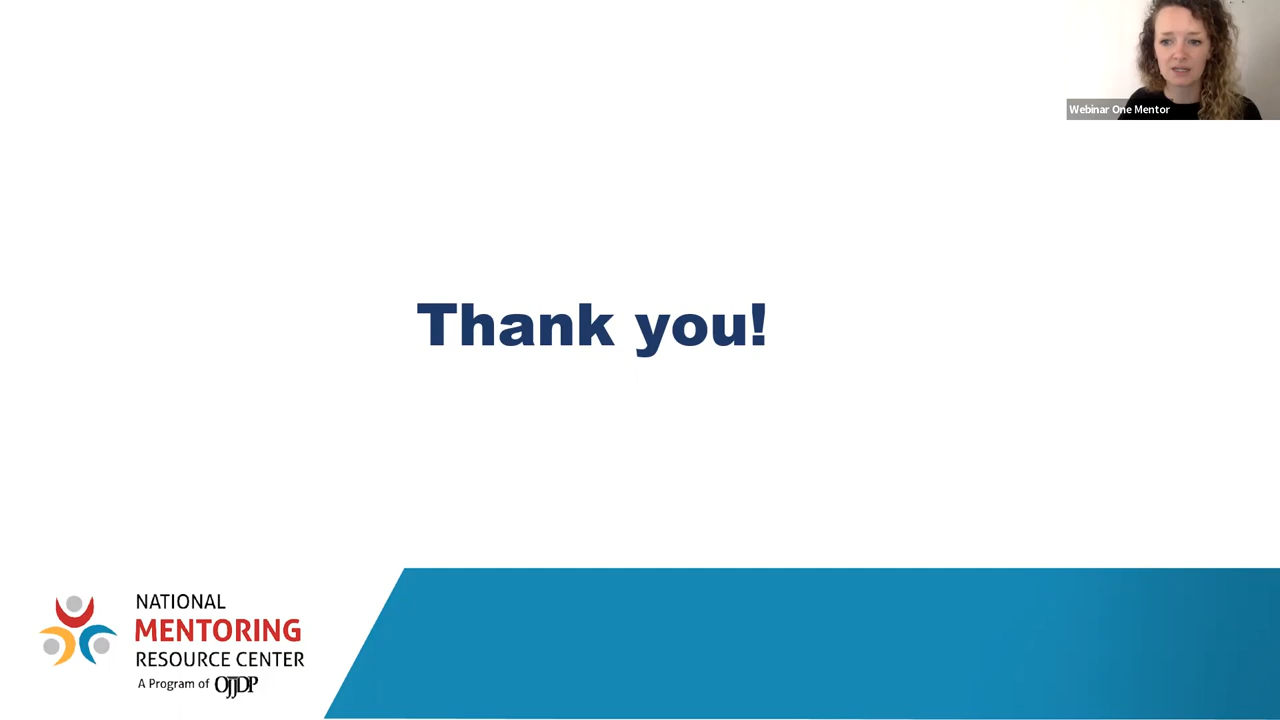 Webinar One Mentor
Thank you!
NATIONAL
MENTORING
RESOURCE CENTER
A Program of OJJDP